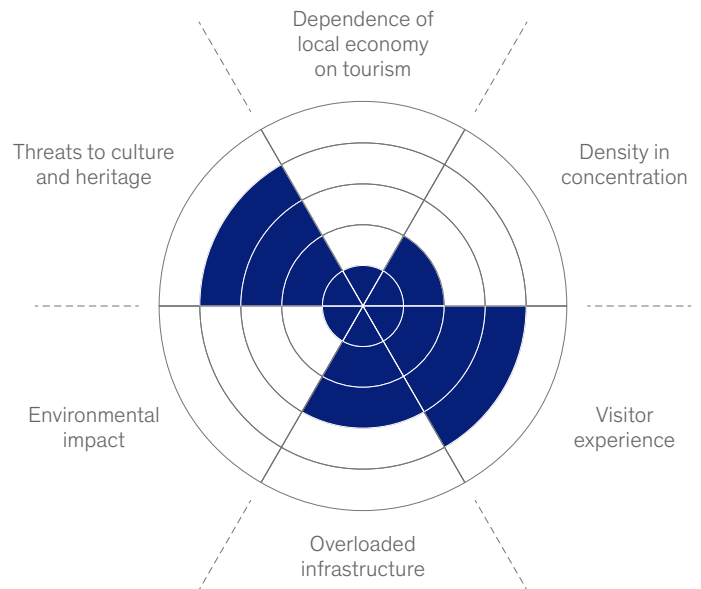 Dependence of
local economy
on tourism
Threats to culture
and heritage
Density in
concentration
Environmental
impact
Visitor
experience
Overloaded
infrastructure